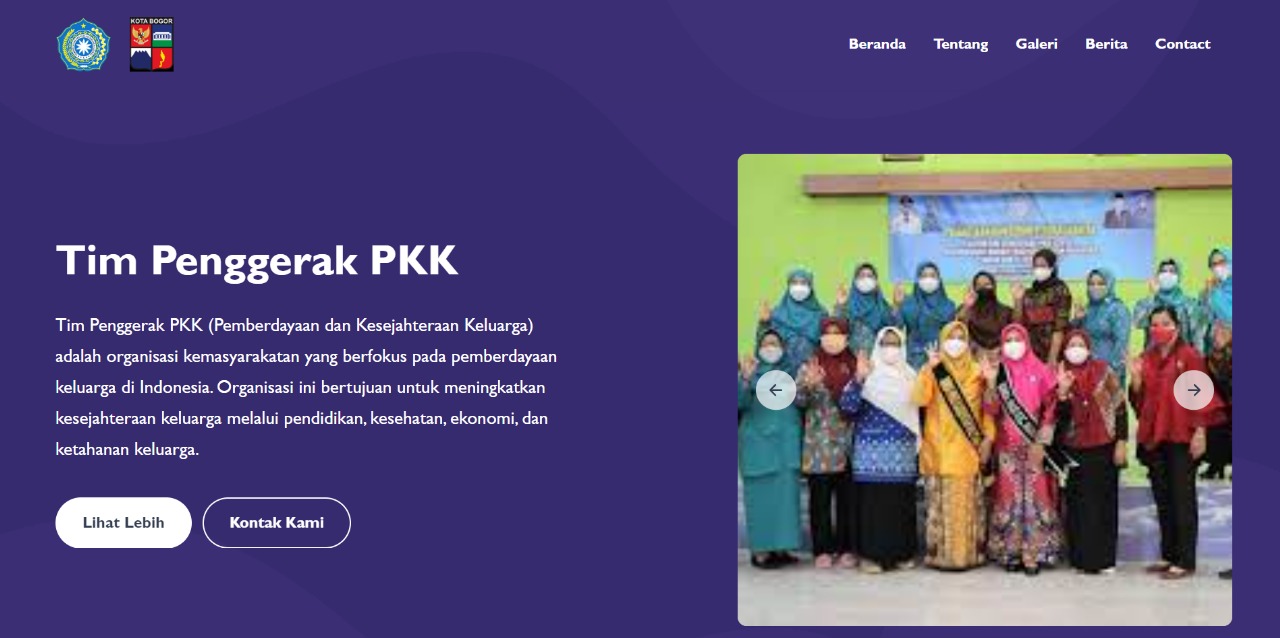 KOTA BOGOR
Beranda
Tentang
Galeri
Berita
Contact
Tim Penggerak PKK
Tim Penggerak PKK (Pemberdayaan dan Kesejahteraan Keluarga)
adalah organisasi kemasyarakatan yang berfokus pada pemberdayaan
keluarga di Indonesia. Organisasi ini bertujuan untuk meningkatkan
kesejahteraan keluarga melalui pendidikan, kesehatan, ekonomi, dan
ketahanan keluarga.
Lihat Lebih
Kontak Kami